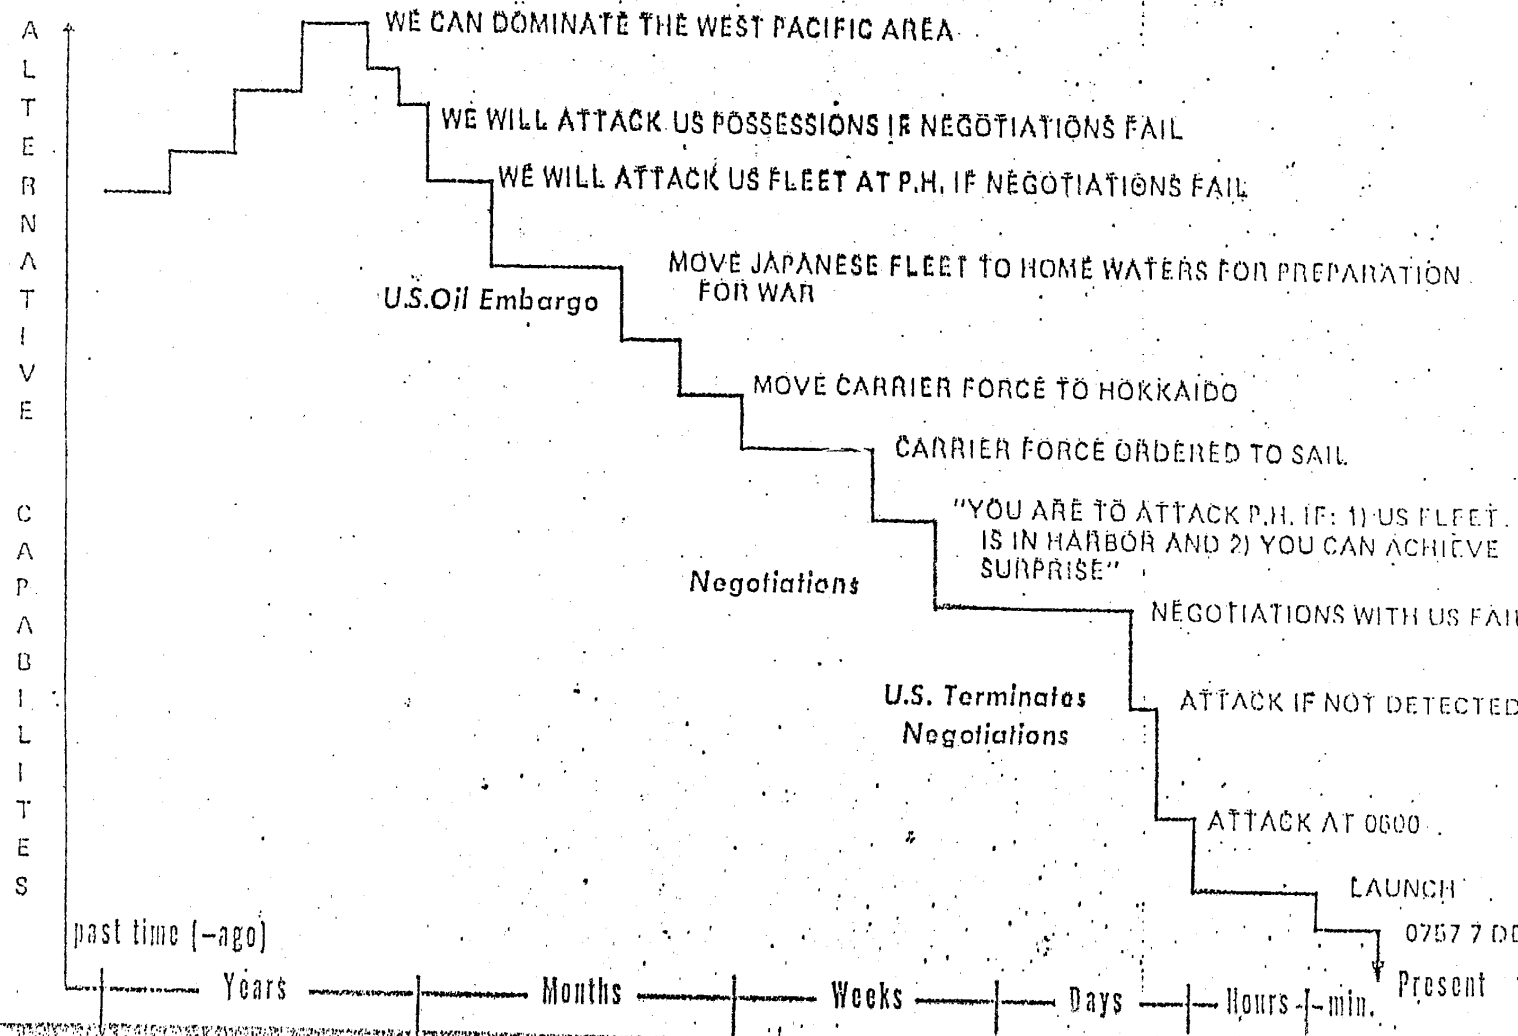 ALTERNATIVE CAPABILITES
WE CAN DOMINATE THE WEST PACIFIC AREA
WE WILL ATTACK US POSSESSIONS IF NEGOTIATIONS FAIL
WE WILL ATTACK US FLEET AT P.H. IF NEGOTIATIONS FAIL
MOVE JAPANESE FLEET TO HOME WATERS FOR PREPARATION
FOR WAR
U.S. Oil Embargo
MOVE CARRIER FORCE TO HOKKAIDO
CARRIER FORCE ORDERED TO SAIL
"YOU ARE TO ATTACK P.H. IF: 1) US FLEET
IS IN HARBOR AND 2) YOU CAN ACHIEVE
SURPRISE"
Negotiations
NEGOTIATIONS WITH US FAI
U.S. Terminates
Negotiations
ATTACK IF NOT DETECTED
ATTACK AT 0600
LAUNCH
0757 7 DE
past time (-ago)
Years Months Weeks Days Hours min. Present